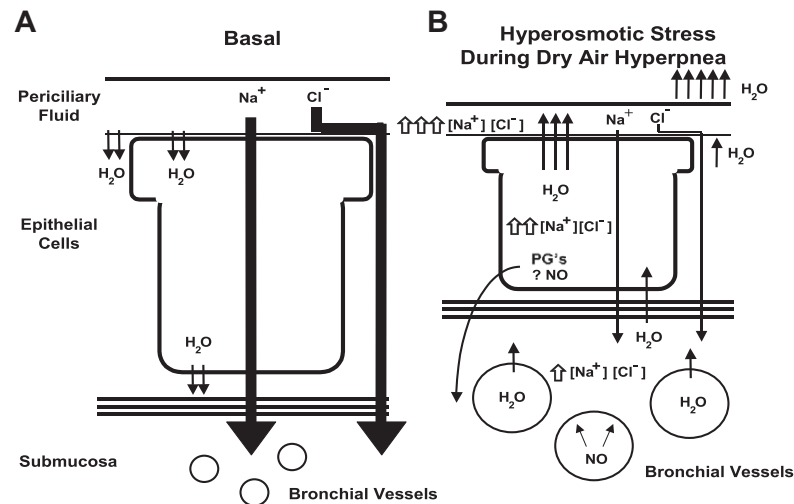 A
Basal
Periciliary
Fluid
Na+
Cl-
H2O
H2O
Epithelial
Cells
H2O
Submucosa
Bronchial Vessels
B
Hyperosmotic Stress
During Dry Air Hyperpnea
H2O
⇧⇧⇧ [Na+] [Cl-]
Na+
Cl-
H2O
H2O
⇧⇧[Na+][Cl-]
PG's
? NO
H2O
⇧ [Na+] [Cl-]
H2O
H2O
NO
Bronchial Vessels